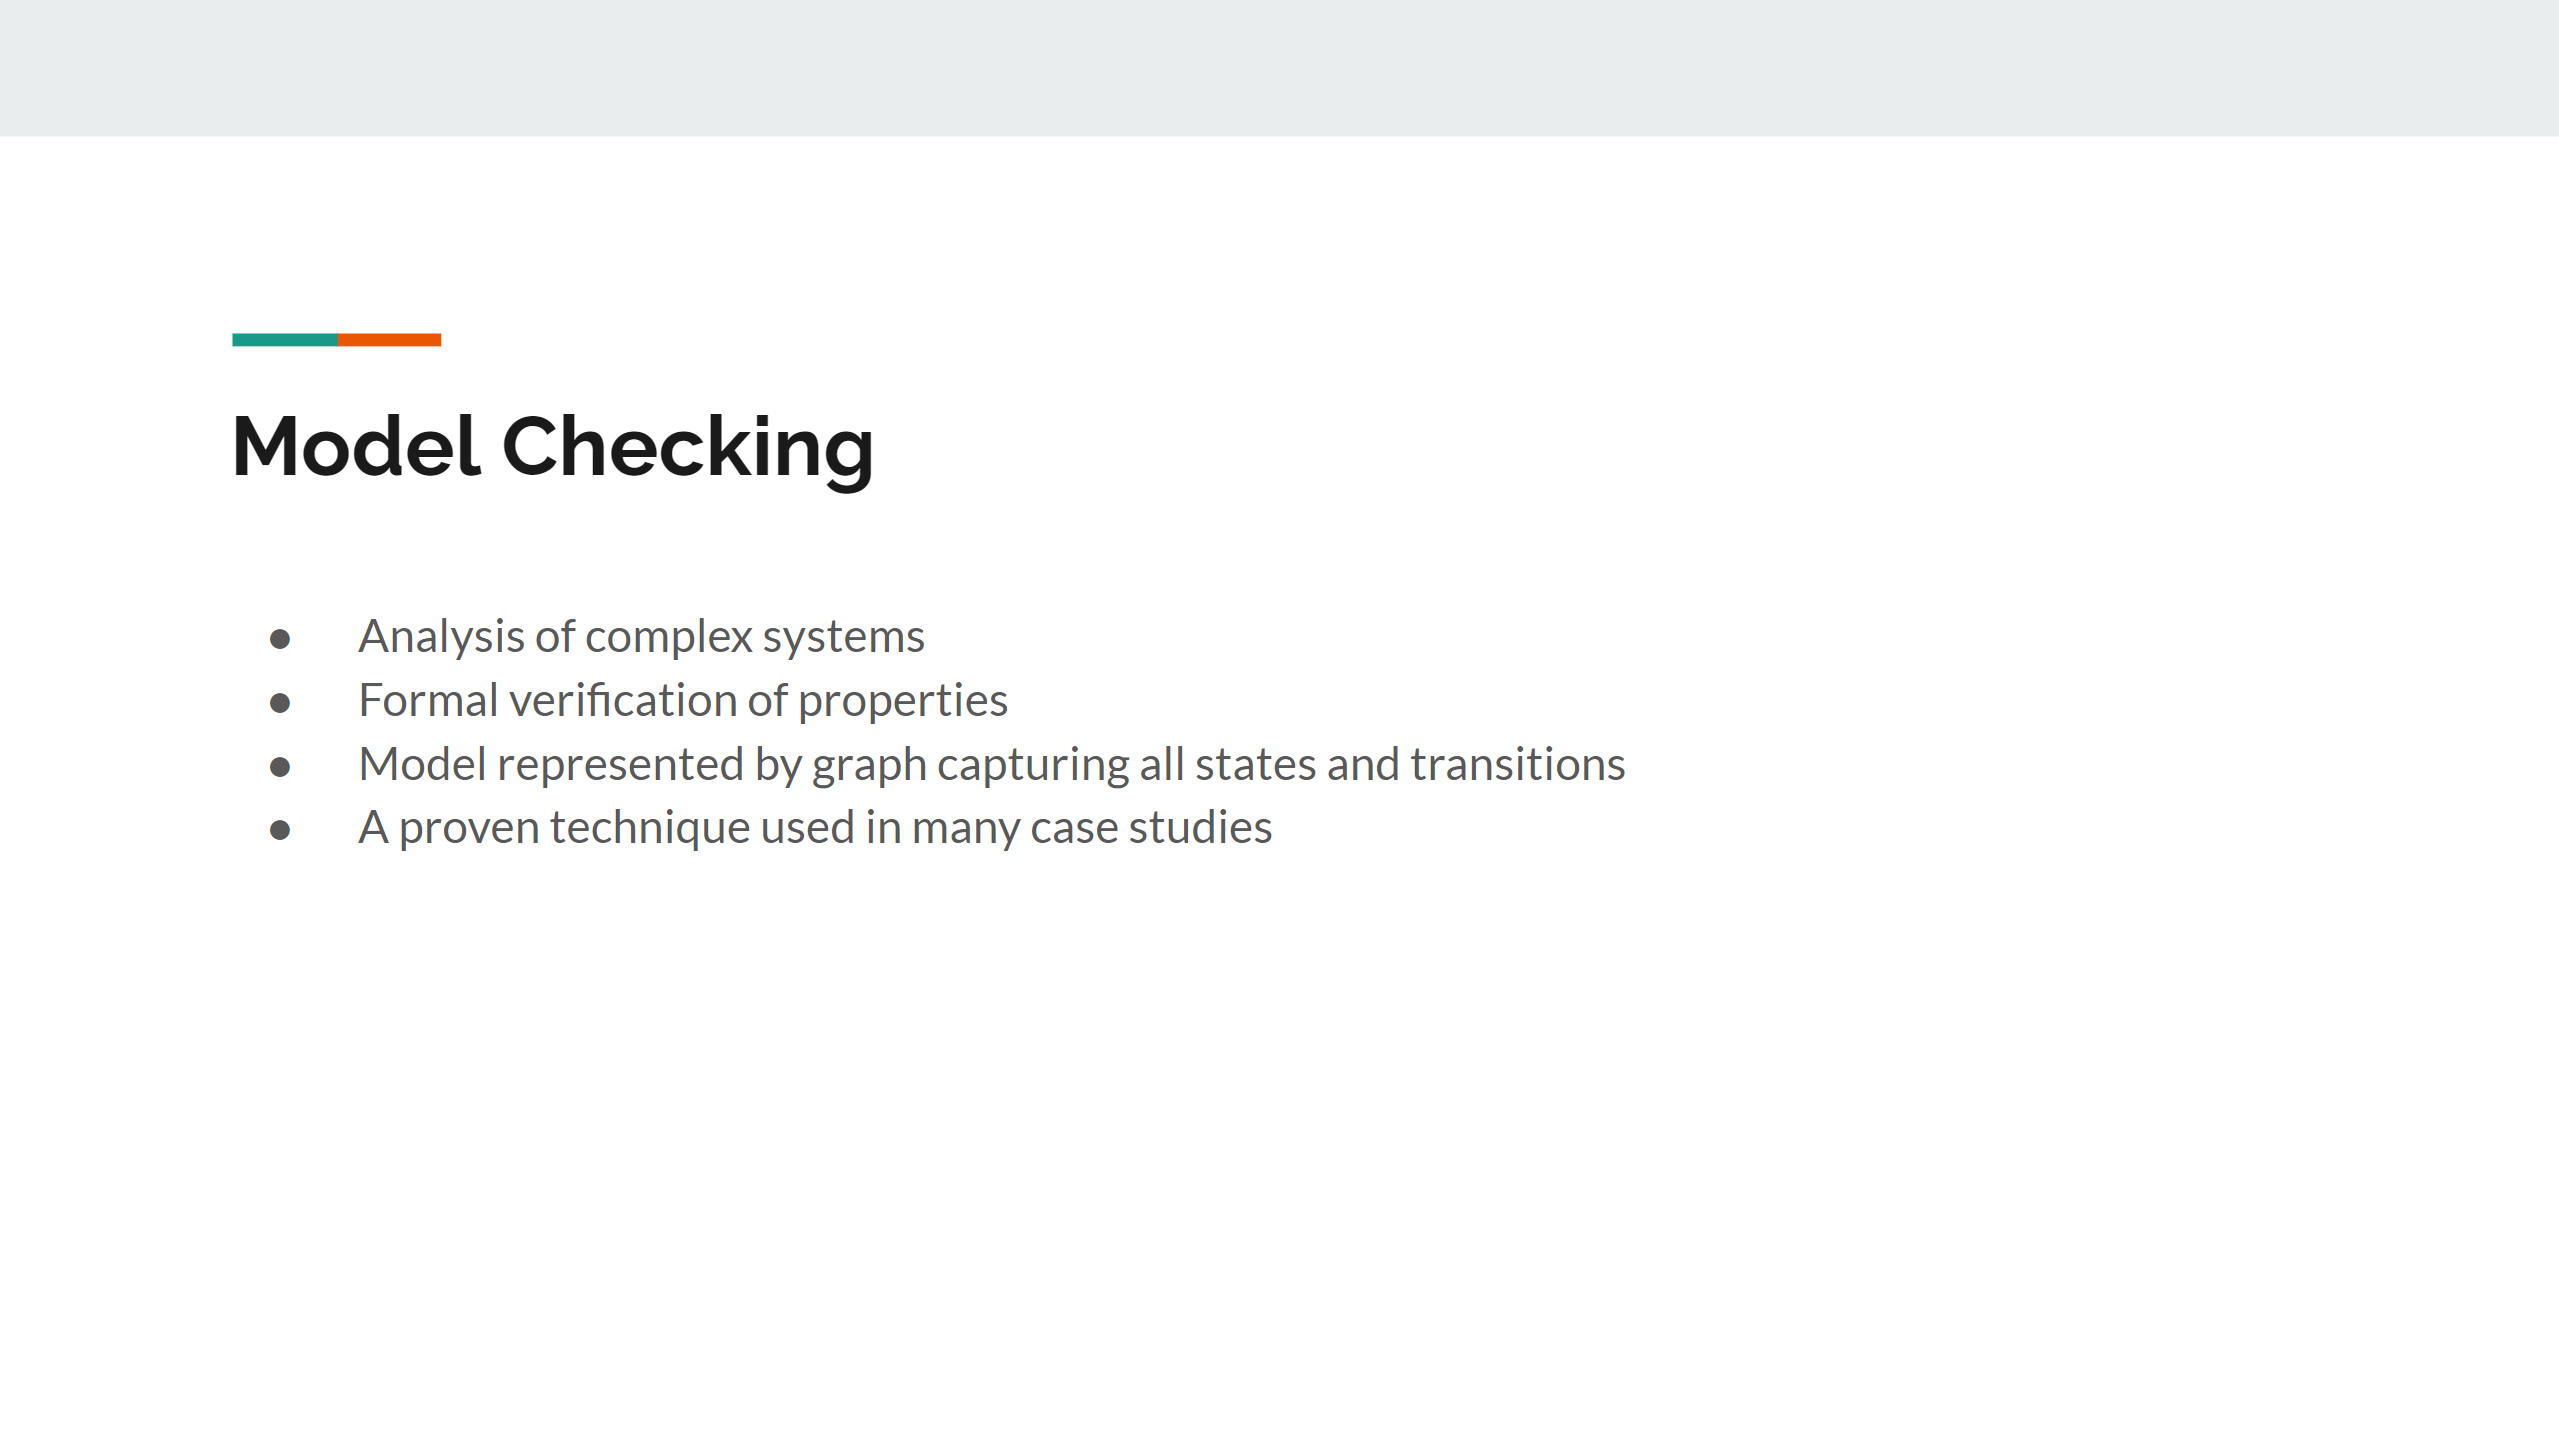 Model Checking
● Analysis of complex systems
● Formal verification of properties
● Model represented by graph capturing all states and transitions
● A proven technique used in many case studies